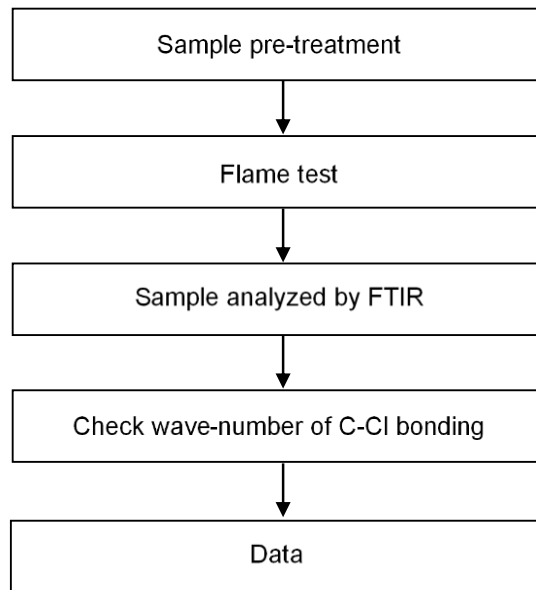 Sample pre-treatment
Flame test
Sample analyzed by FTIR
Check wave-number of C-Cl bonding
Data